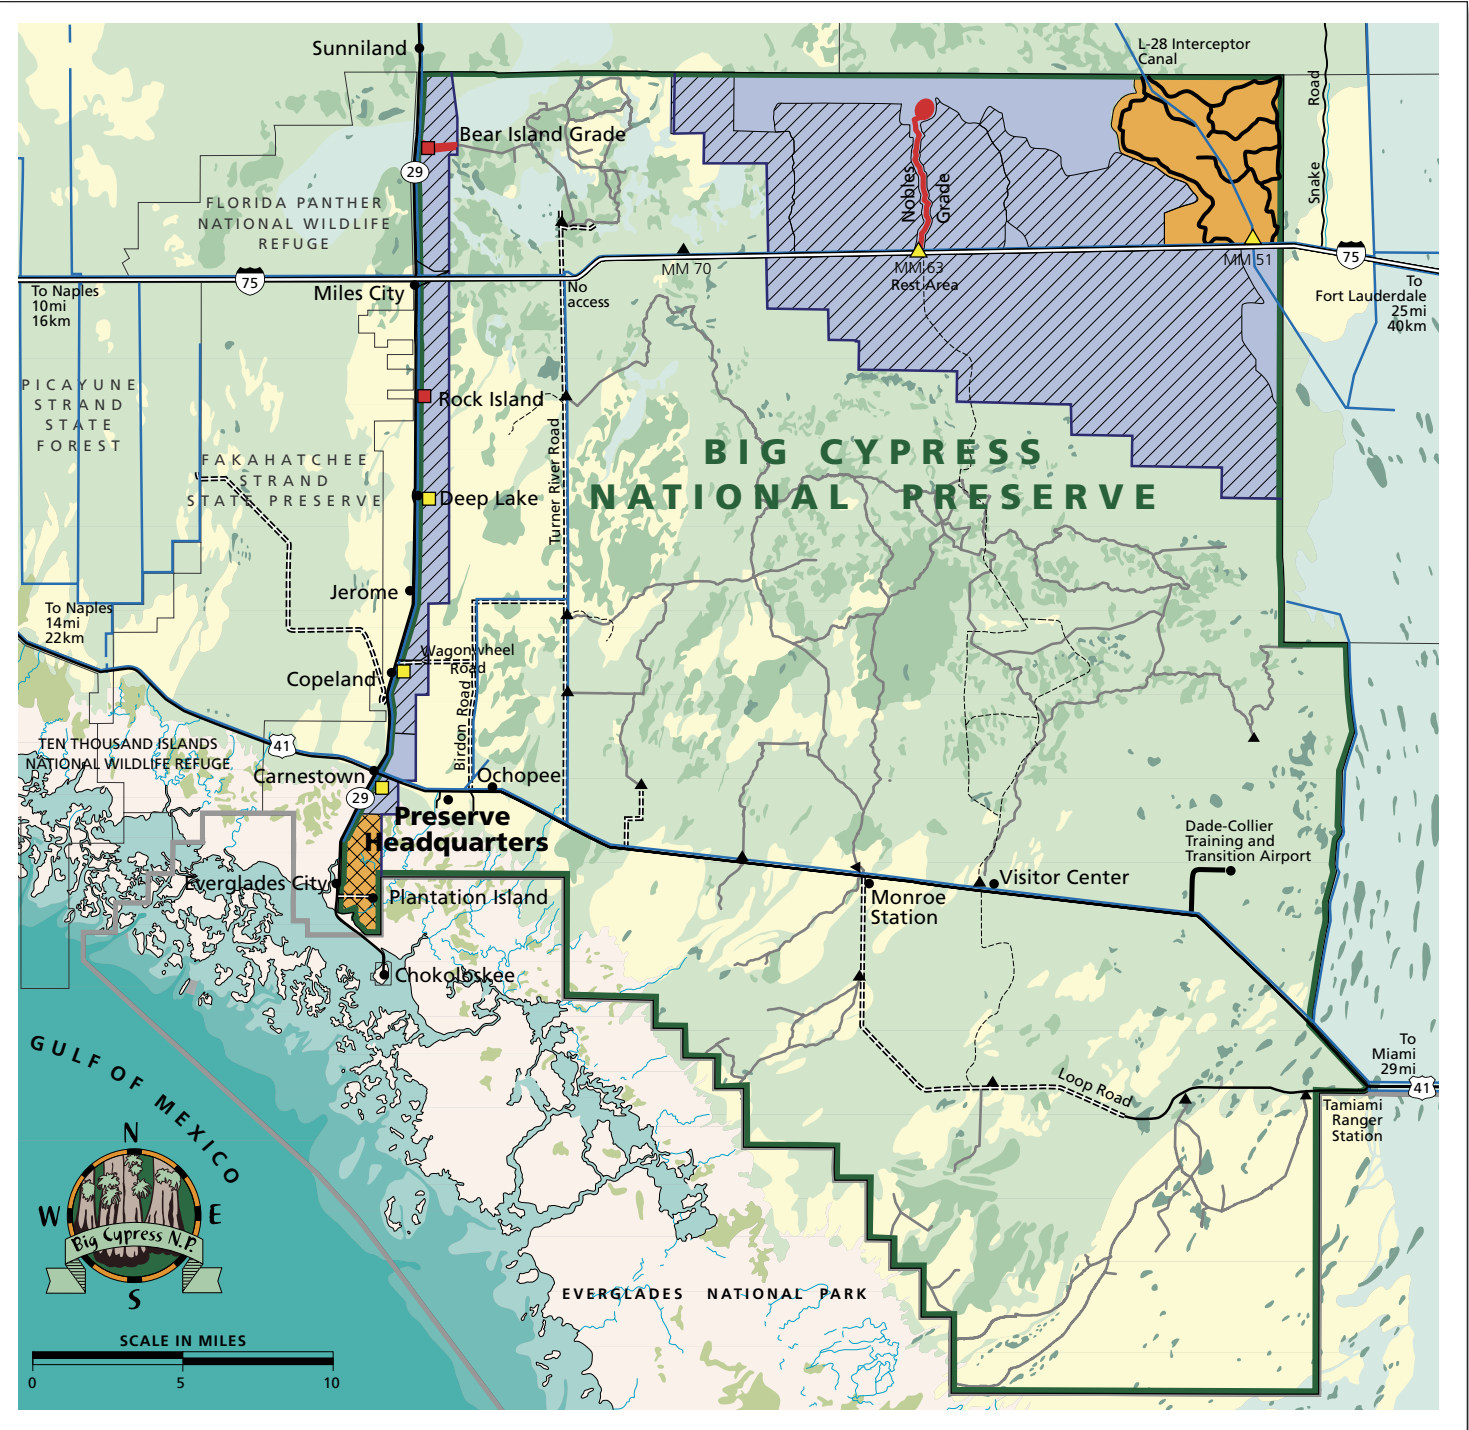 Sunniland
L-28 Interceptor
Canal
Snake Road
Bear Island Grade
29
Nobles
Grade
FLORIDA PANTHER
NATIONAL WILDLIFE
REFUGE
MM 70
MM 63
Rest Area
MM 51
75
75
To Naples
10mi
16km
Miles City
No
access
To
Fort Lauderdale
25mi
40km
PICAYUNE
STRAND
STATE
FOREST
Rock Island
FAKAHATCHEE
STRAND
STATE PRESERVE
Turner River Road
BIG CYPRESS
NATIONAL PRESERVE
Deep Lake
Jerome
To Naples
14mi
22km
Wagonwheel
Road
Copeland
Birdon Road
TEN THOUSAND ISLANDS
NATIONAL WILDLIFE REFUGE
41
Carnestown
Ochopee
29
Preserve
Headquarters
Dade-Collier
Training and
Transition Airport
Everglades City
Plantation Island
Monroe
Station
Visitor Center
Chokoloskee
GULF OF MEXICO
Loop Road
To
Miami
29mi
41
Tamiami
Ranger
Station
N
W
E
S
Big Cypress N.P.
EVERGLADES NATIONAL PARK
SCALE IN MILES
0 5 10